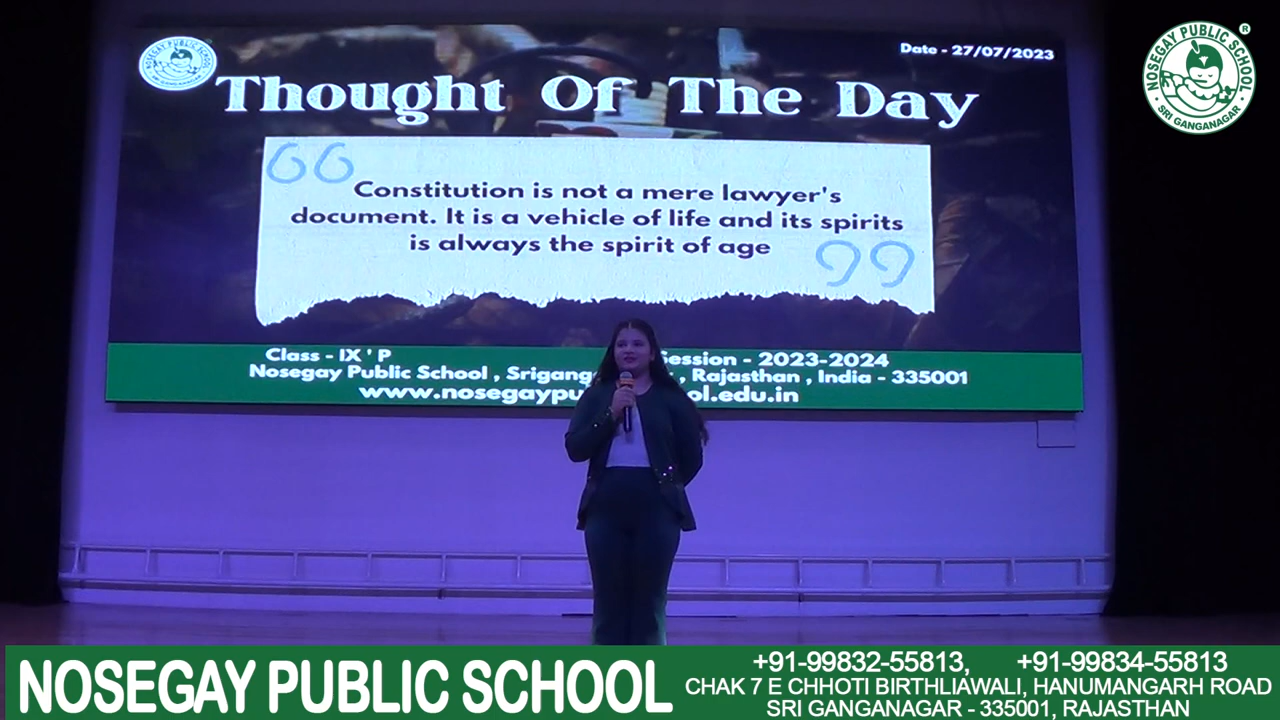 NOSEGAY PUBLIC SCHOOL
Date - 27/07/2023
Thought Of The Day
Constitution is not a mere lawyer's
document. It is a vehicle of life and its spirits
is always the spirit of age
Class - IX ' P
Session - 2023-2024
Nosegay Public School , Srigang , Rajasthan , India - 335001
www.nosegaypu ol.edu.in
NOSEGAY PUBLIC SCHOOL ®
SRI GANGANAGAR
NOSEGAY PUBLIC SCHOOL
+91-99832-55813, +91-99834-55813
CHAK 7 E CHHOTI BIRTHLIAWALI, HANUMANGARH ROAD
SRI GANGANAGAR - 335001, RAJASTHAN